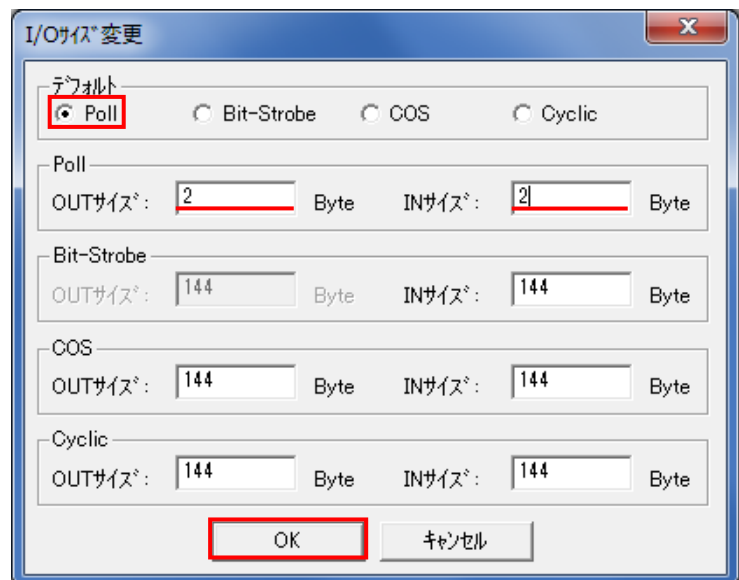 I/Oｻｲｽﾞ変更
ﾃﾞﾌｫﾙﾄ
Poll Bit-Strobe COS Cyclic
Poll
OUTｻｲｽﾞ: 2 Byte INｻｲｽﾞ: 2 Byte
Bit-Strobe
OUTｻｲｽﾞ: 144 Byte INｻｲｽﾞ: 144 Byte
COS
OUTｻｲｽﾞ: 144 Byte INｻｲｽﾞ: 144 Byte
Cyclic
OUTｻｲｽﾞ: 144 Byte INｻｲｽﾞ: 144 Byte
OK ｷｬﾝｾﾙ